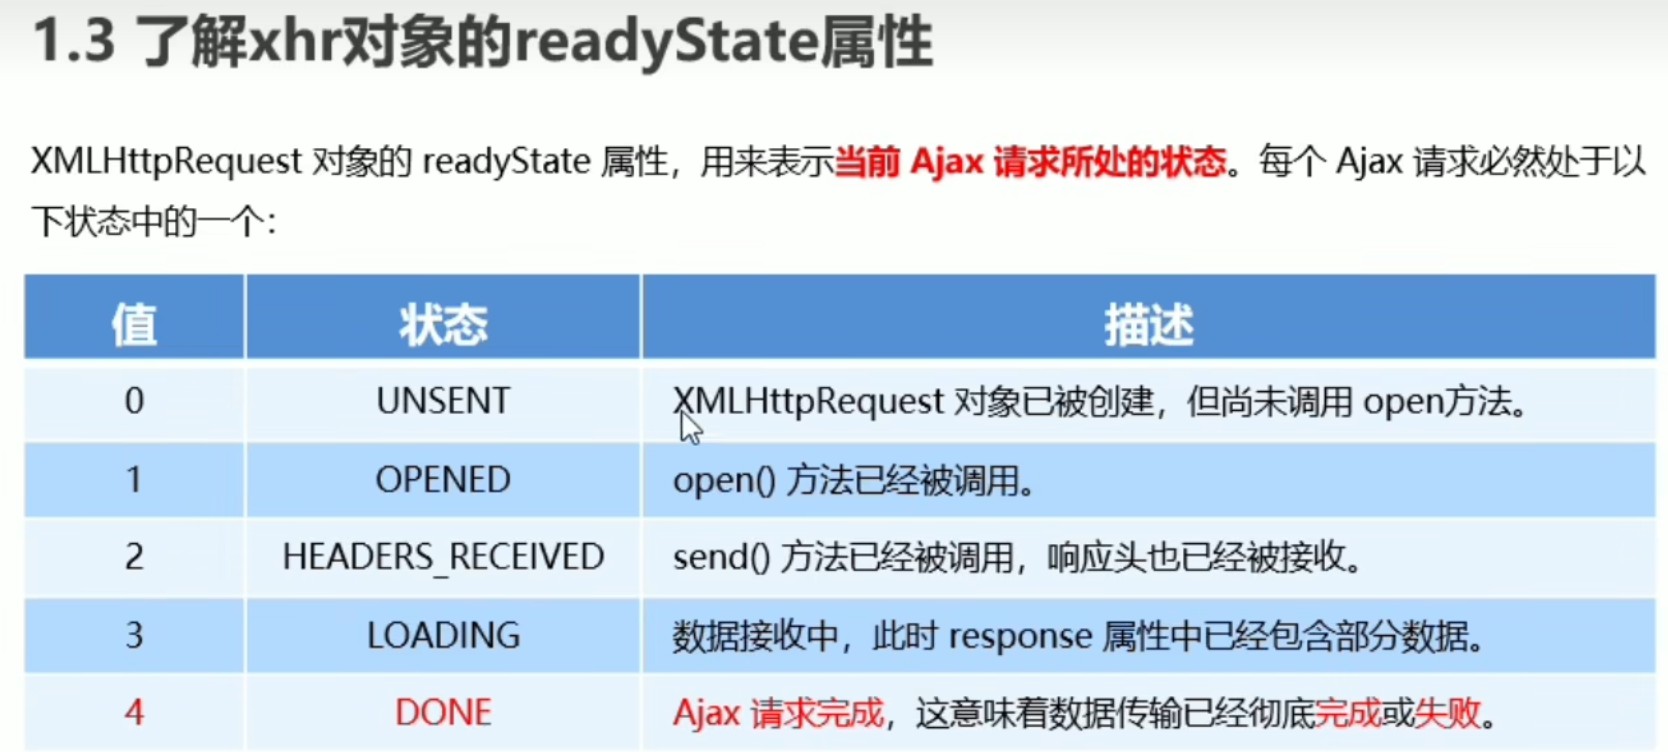 1.3 了解xhr对象的readyState属性
XMLHttpRequest 对象的 readyState 属性，用来表示当前 Ajax 请求所处的状态。每个 Ajax 请求必然处于以
下状态中的一个：
值 状态 描述
0 UNSENT XMLHttpRequest 对象已被创建，但尚未调用 open方法。
1 OPENED open() 方法已经被调用。
2 HEADERS_RECEIVED send() 方法已经被调用，响应头也已经被接收。
3 LOADING 数据接收中，此时 response 属性中已经包含部分数据。
4 DONE Ajax 请求完成，这意味着数据传输已经彻底完成或失败。